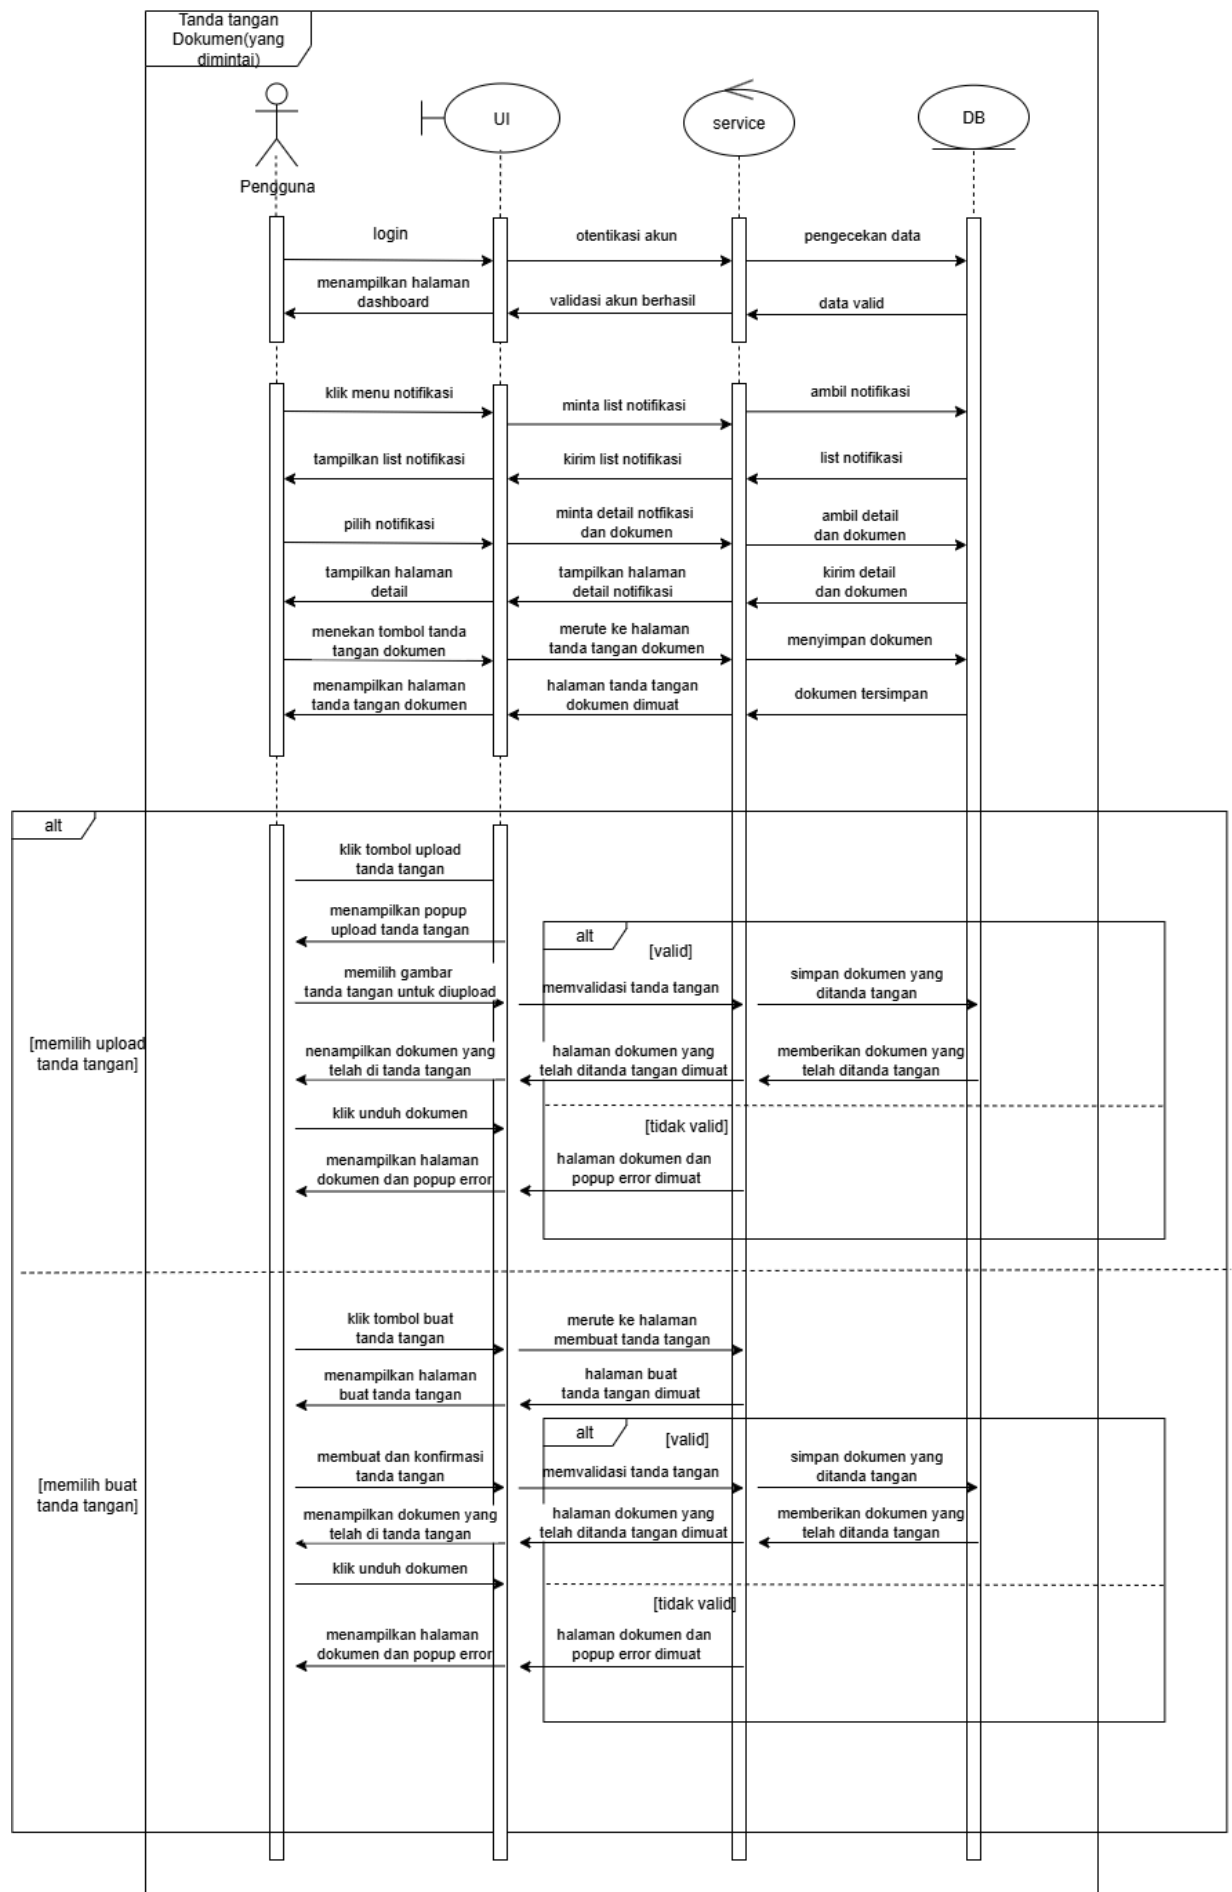 Tanda tangan
Dokumen(yang
dimintai)
Pengguna
UI
service
DB
login
otentikasi akun
pengecekan data
menampilkan halaman
dashboard
validasi akun berhasil
data valid
klik menu notifikasi
minta list notifikasi
ambil notifikasi
tampilkan list notifikasi
kirim list notifikasi
list notifikasi
pilih notifikasi
minta detail notfikasi
dan dokumen
ambil detail
dan dokumen
tampilkan halaman
detail
tampilkan halaman
detail notifikasi
kirim detail
dan dokumen
menekan tombol tanda
tangan dokumen
merute ke halaman
tanda tangan dokumen
menyimpan dokumen
menampilkan halaman
tanda tangan dokumen
halaman tanda tangan
dokumen dimuat
dokumen tersimpan
alt
klik tombol upload
tanda tangan
menampilkan popup
upload tanda tangan
alt
[valid]
memilih gambar
tanda tangan untuk diupload
memvalidasi tanda tangan
simpan dokumen yang
ditanda tangan
[memilih upload
tanda tangan]
nenampilkan dokumen yang
telah di tanda tangan
halaman dokumen yang
telah ditanda tangan dimuat
memberikan dokumen yang
telah ditanda tangan
klik unduh dokumen
[tidak valid]
menampilkan halaman
dokumen dan popup error
halaman dokumen dan
popup error dimuat
klik tombol buat
tanda tangan
merute ke halaman
membuat tanda tangan
menampilkan halaman
buat tanda tangan
halaman buat
tanda tangan dimuat
alt
[valid]
membuat dan konfirmasi
tanda tangan
memvalidasi tanda tangan
simpan dokumen yang
ditanda tangan
[memilih buat
tanda tangan]
menampilkan dokumen yang
telah di tanda tangan
halaman dokumen yang
telah ditanda tangan dimuat
memberikan dokumen yang
telah ditanda tangan
klik unduh dokumen
[tidak valid]
menampilkan halaman
dokumen dan popup error
halaman dokumen dan
popup error dimuat